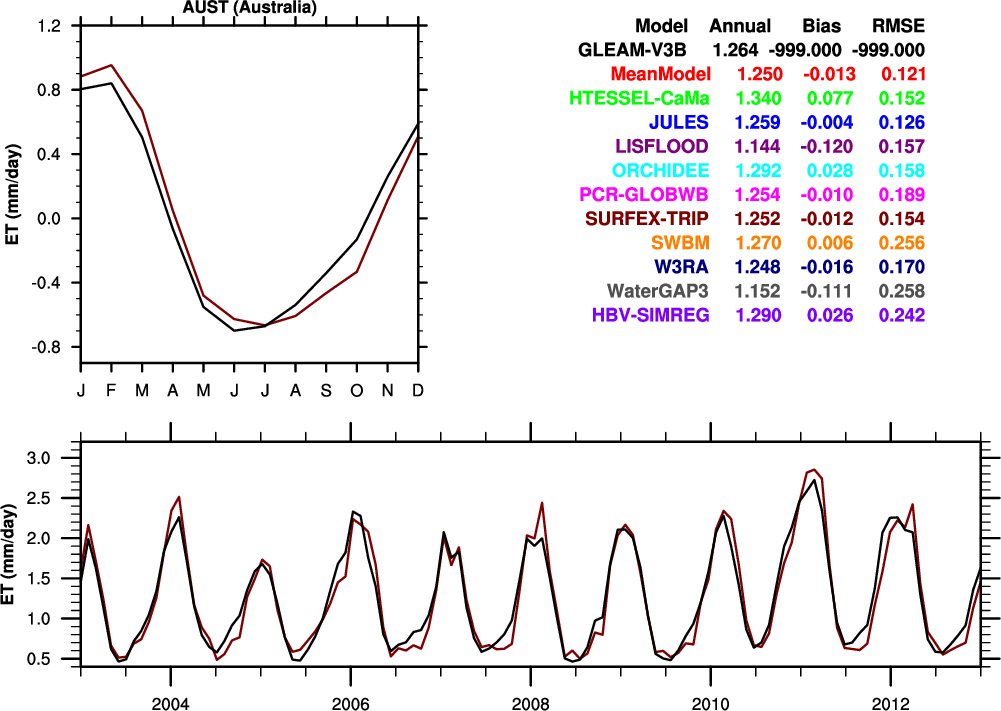 AUST (Australia)
1.2
0.8
0.4
0.0
-0.4
-0.8
ET (mm/day)
J F M A M J J A S O N D
Model Annual Bias RMSE
GLEAM-V3B 1.264 -999.000 -999.000
MeanModel 1.250 -0.013 0.121
HTESSEL-CaMa 1.340 0.077 0.152
JULES 1.259 -0.004 0.126
LISFLOOD 1.144 -0.120 0.157
ORCHIDEE 1.292 0.028 0.158
PCR-GLOBWB 1.254 -0.010 0.189
SURFEX-TRIP 1.252 -0.012 0.154
SWBM 1.270 0.006 0.256
W3RA 1.248 -0.016 0.170
WaterGAP3 1.152 -0.111 0.258
HBV-SIMREG 1.290 0.026 0.242
3.0
2.5
2.0
1.5
1.0
0.5
ET (mm/day)
2004 2006 2008 2010 2012